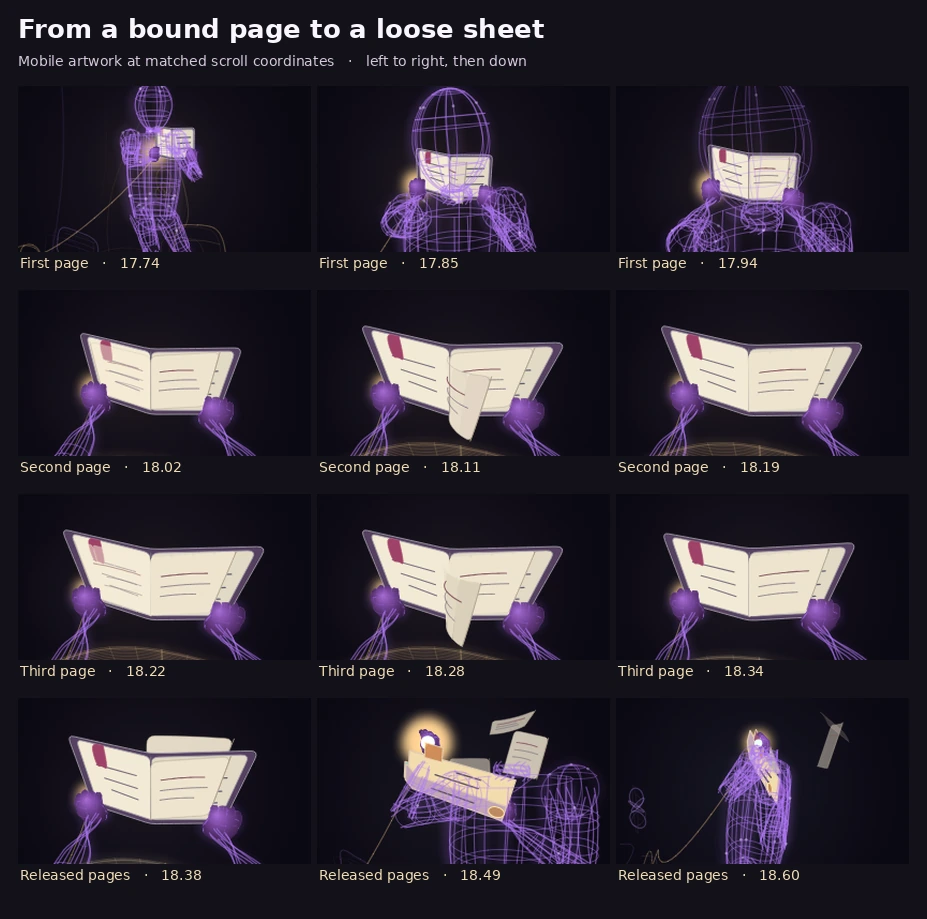 From a bound page to a loose sheet
Mobile artwork at matched scroll coordinates · left to right, then down
First page · 17.74
First page · 17.85
First page · 17.94
Second page · 18.02
Second page · 18.11
Second page · 18.19
Third page · 18.22
Third page · 18.28
Third page · 18.34
Released pages · 18.38
Released pages · 18.49
Released pages · 18.60